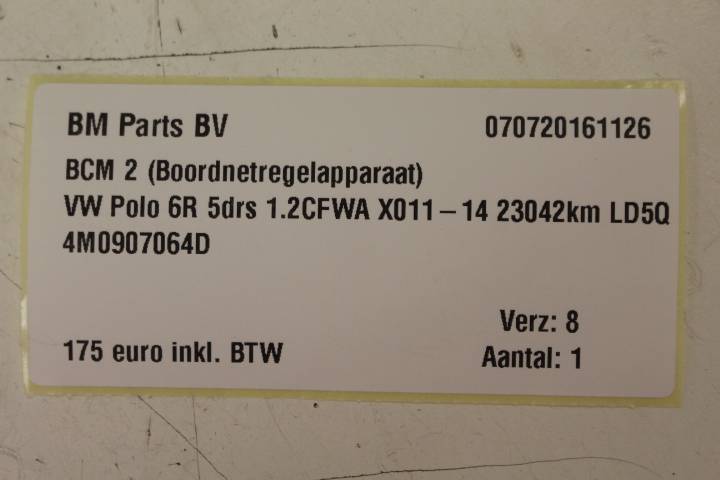 BM Parts BV 070720161126
BCM 2 (Boordnetregelapparaat)
VW Polo 6R 5drs 1.2CFWA X011–14 23042km LD5Q
4M0907064D
Verz: 8
175 euro inkl. BTW Aantal: 1